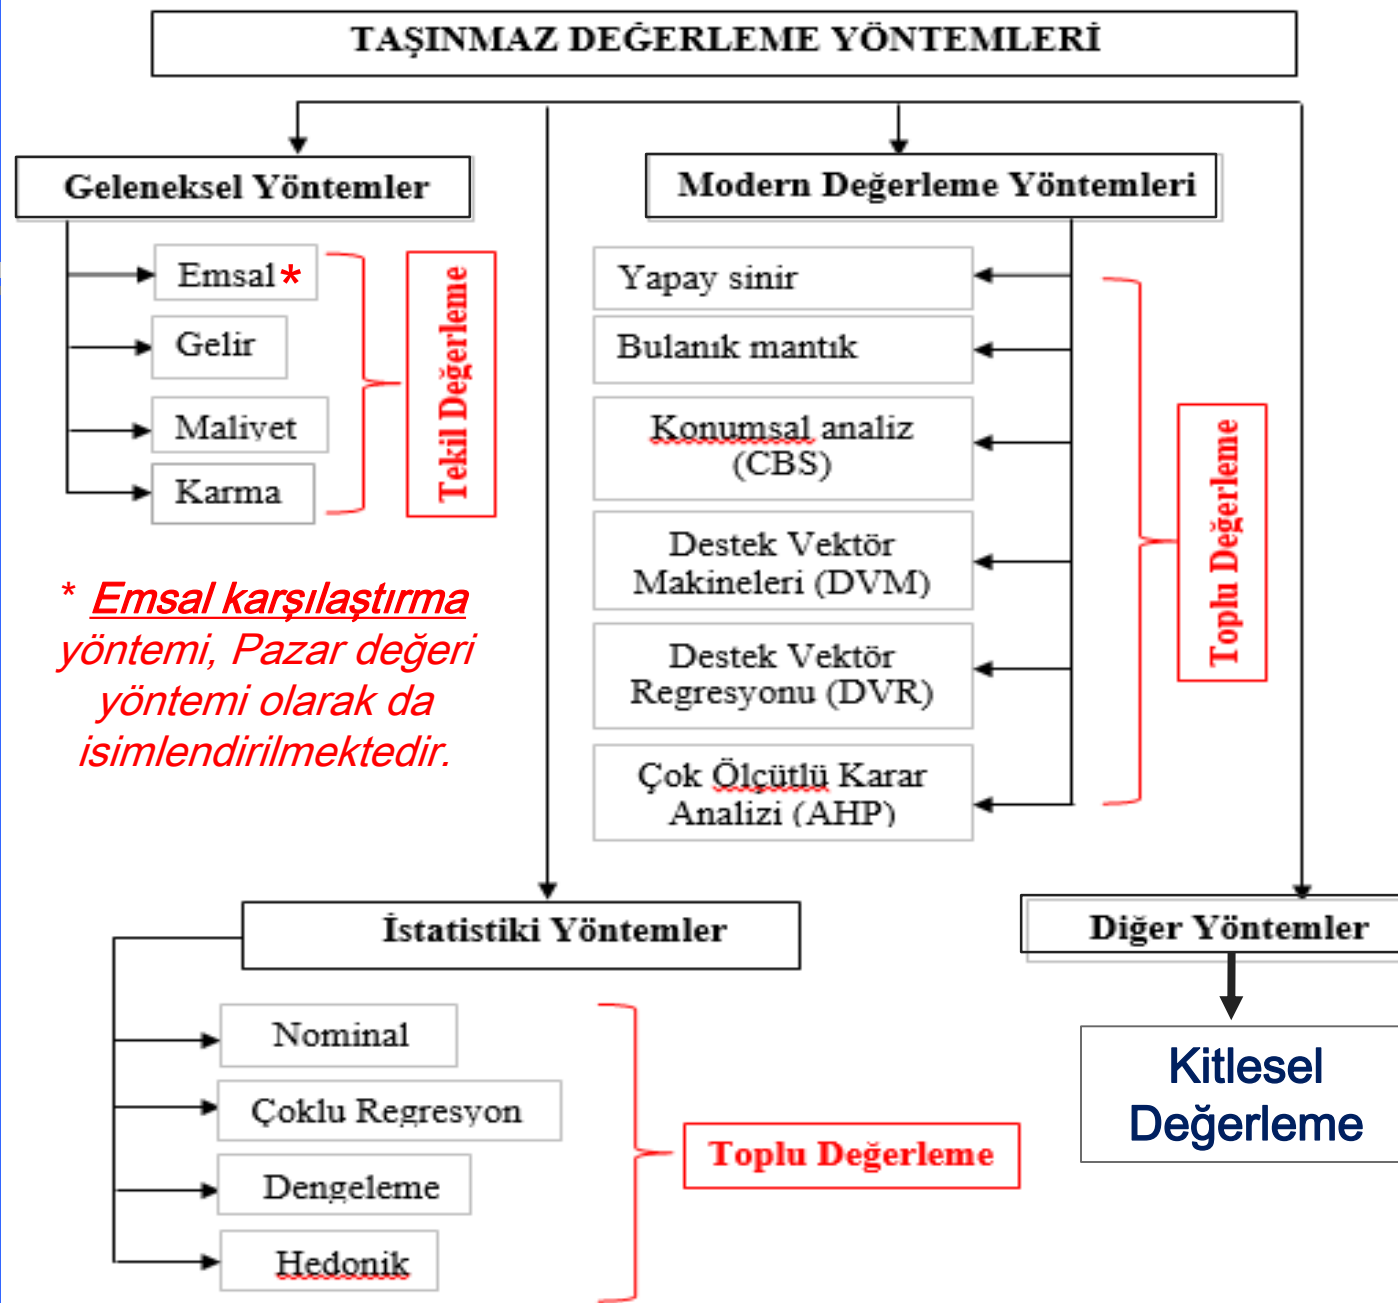 TAŞINMAZ DEĞERLEME YÖNTEMLERİ
Geleneksel Yöntemler
Emsal*
Gelir
Maliyet
Karma
Tekil Değerleme
* Emsal karşılaştırma
yöntemi, Pazar değeri
yöntemi olarak da
isimlendirilmektedir.
Modern Değerleme Yöntemleri
Yapay sinir
Bulanık mantık
Konumsal analiz
(CBS)
Destek Vektör
Makineleri (DVM)
Destek Vektör
Regresyonu (DVR)
Çok Ölçütlü Karar
Analizi (AHP)
Toplu Değerleme
İstatistiki Yöntemler
Nominal
Çoklu Regresyon
Dengeleme
Hedonik
Toplu Değerleme
Diğer Yöntemler
Kitlesel
Değerleme